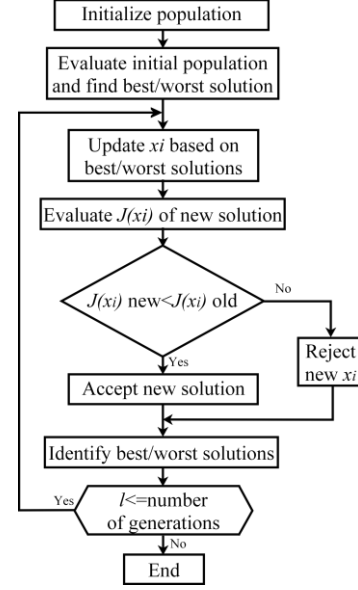 Initialize population
Evaluate initial population
and find best/worst solution
Update xi based on
best/worst solutions
Evaluate J(xi) of new solution
J(xi) new<J(xi) old
No
Yes
Reject
new xi
Accept new solution
Identify best/worst solutions
Yes
l<=number
of generations
No
End